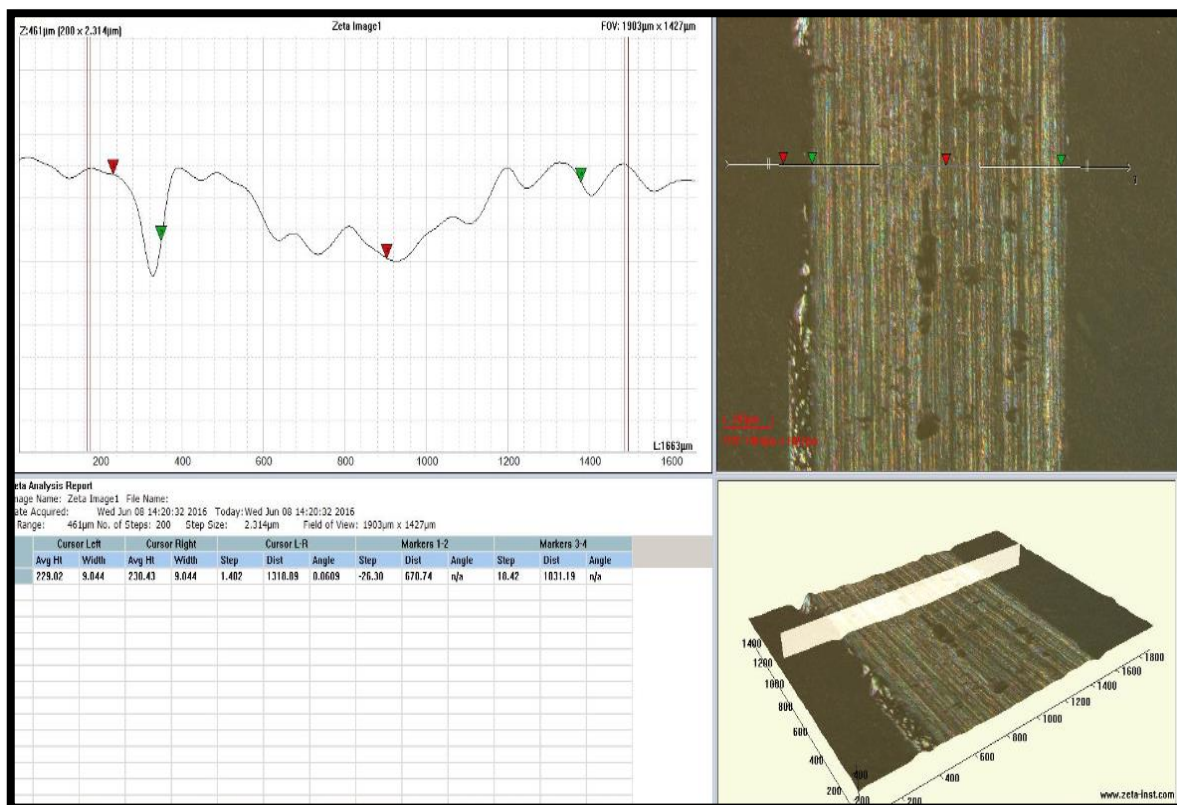 Z:461µm (200 x 2.314µm)
Zeta Image1
FOV: 1903µm x 1427µm
L:1663µm
200 400 600 800 1000 1200 1400 1600
1
eta Analysis Report
mage Name: Zeta Image1 File Name:
ate Acquired: Wed Jun 08 14:20:32 2016 Today: Wed Jun 08 14:20:32 2016
Range: 461µm No. of Steps: 200 Step Size: 2.314µm Field of View: 1903µm x 1427µm
Cursor Left Cursor Right Cursor L-R Markers 1-2 Markers 3-4
Avg Ht Width Avg Ht Width Step Dist Angle Step Dist Angle Step Dist Angle
229.02 9.044 230.43 9.044 1.402 1318.89 0.0609 -26.30 670.74 n/a 18.42 1031.19 n/a
1400
1200
1000
800
600
400
200
200
400
400
600
800
1000
1200
1400
1600
1800
www.zeta-inst.com